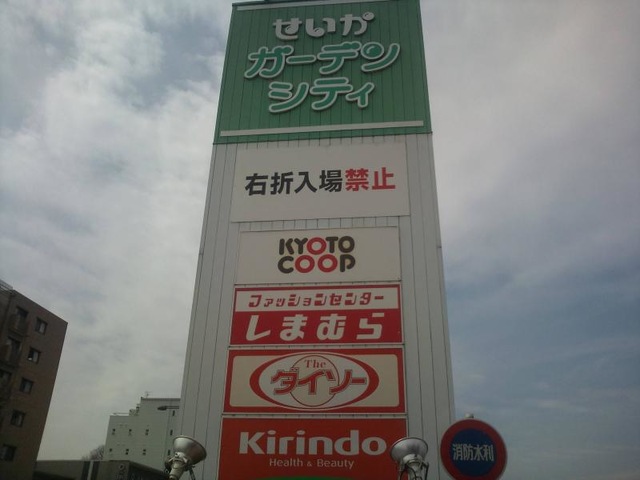 せいか
ガーデン
シティ
右折入場禁止
KYOTO
COOP
ファッションセンター
しまむら
The
ダイソー
Kirindo
Health & Beauty
消防水利